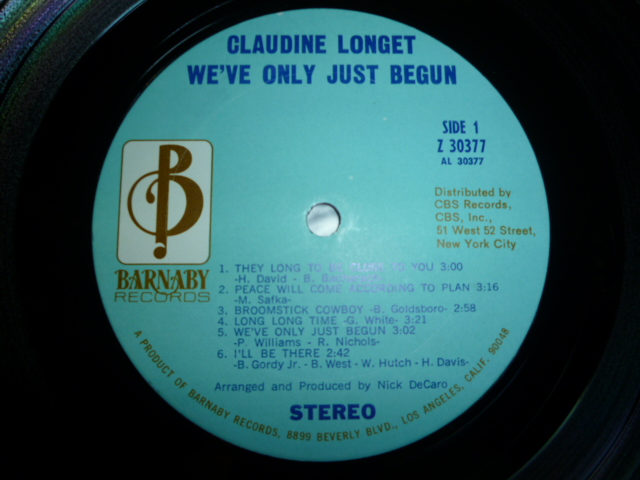 CLAUDINE LONGET
WE'VE ONLY JUST BEGUN
SIDE 1
Z 30377
AL 30377
Distributed by
CBS Records,
CBS, Inc.,
51 West 52 Street,
New York City
B
BARNABY
RECORDS
1. THEY LONG TO BE CLOSE TO YOU 3:00
-H. David - B.
2. PEACE WILL COME ACCORDING TO PLAN 3:16
-M. Safka-
3. BROOMSTICK COWBOY -B. Goldsboro- 2:58
4. LONG LONG TIME -G. White- 3:21
5. WE'VE ONLY JUST BEGUN 3:02
-P. Williams - R. Nichols-
6. I'LL BE THERE 2:42
-B. Gordy Jr. - B. West - W. Hutch - H. Davis-
Arranged and Produced by Nick DeCaro
STEREO
A PRODUCT OF BARNABY RECORDS, 8899 BEVERLY BLVD., LOS ANGELES, CALIF. 90048